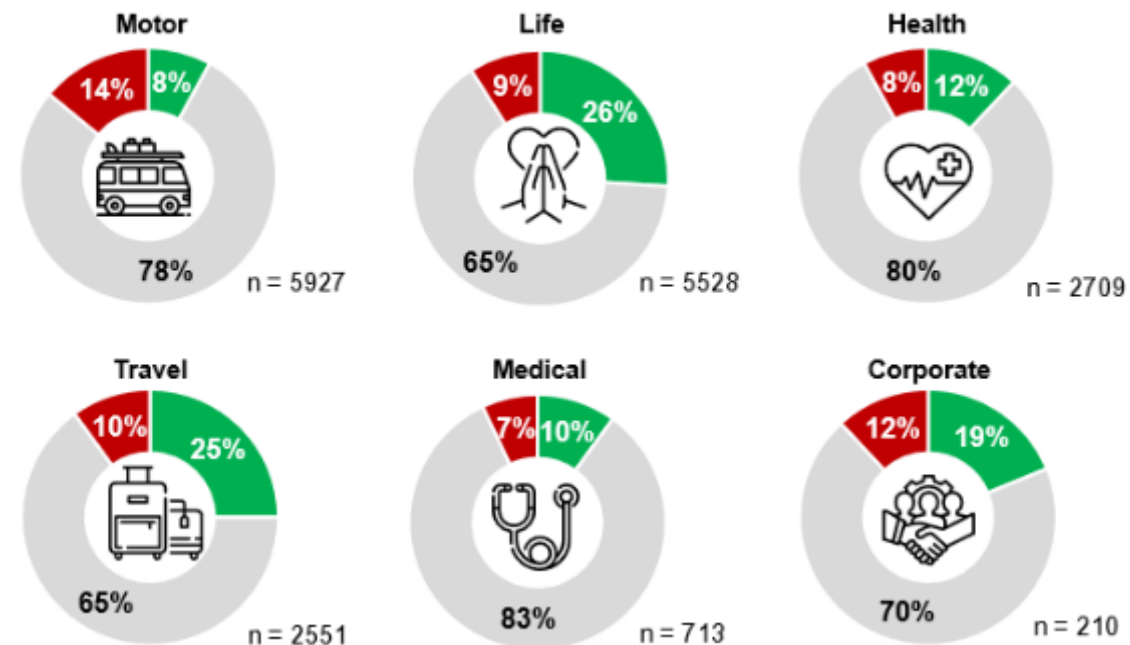 Motor
14% 8%
78%
n = 5927
Life
9% 26%
65%
n = 5528
Health
8% 12%
80%
n = 2709
Travel
10% 25%
65%
n = 2551
Medical
7% 10%
83%
n = 713
Corporate
12% 19%
70%
n = 210